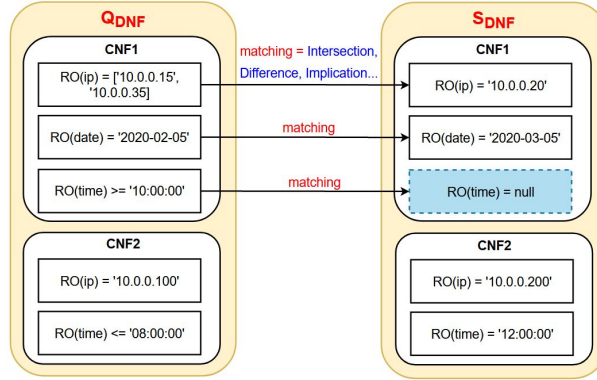 Q_DNF
CNF1
RO(ip) = ['10.0.0.15',
'10.0.0.35]
RO(date) = '2020-02-05'
RO(time) >= '10:00:00'
CNF2
RO(ip) = '10.0.0.100'
RO(time) <= '08:00:00'
matching = Intersection,
Difference, Implication...
matching
matching
S_DNF
CNF1
RO(ip) = '10.0.0.20'
RO(date) = '2020-03-05'
RO(time) = null
CNF2
RO(ip) = '10.0.0.200'
RO(time) = '12:00:00'